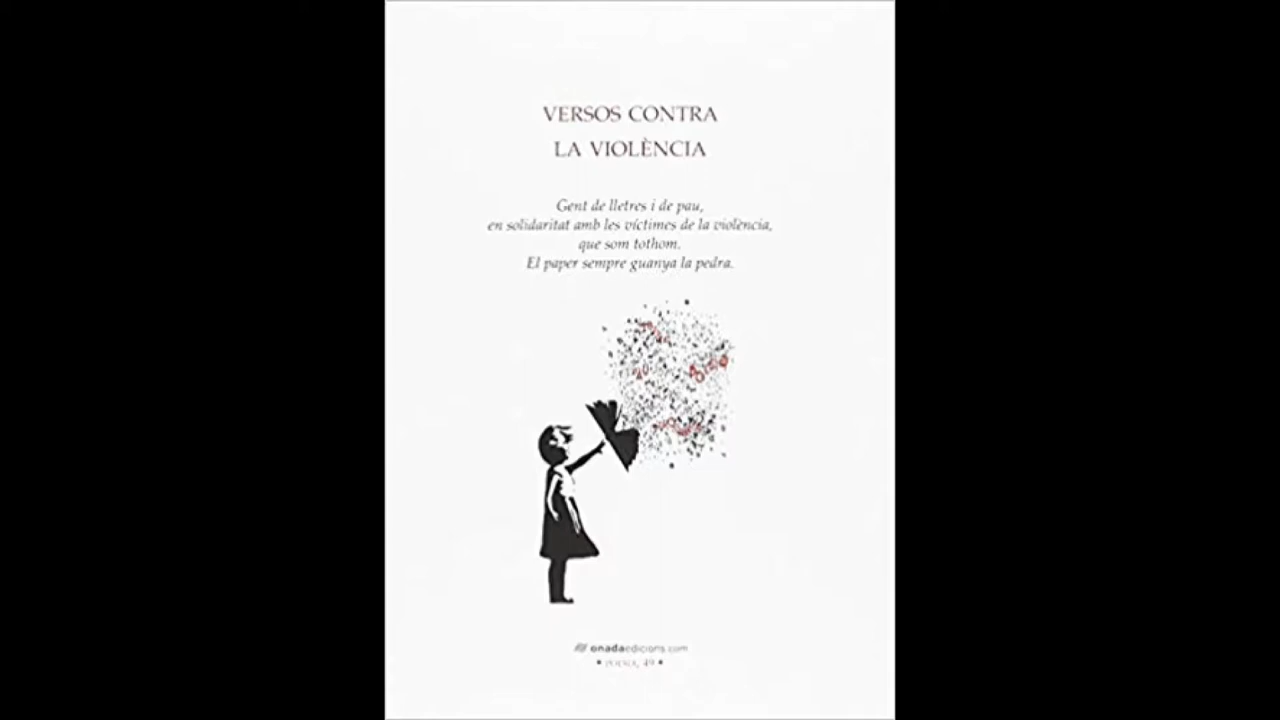 VERSOS CONTRA
LA VIOLÈNCIA
Gent de lletres i de pau,
en solidaritat amb les víctimes de la violència,
que som tothom.
El paper sempre guanya la pedra.
onadaedicions.com
• POESIA, 49 •